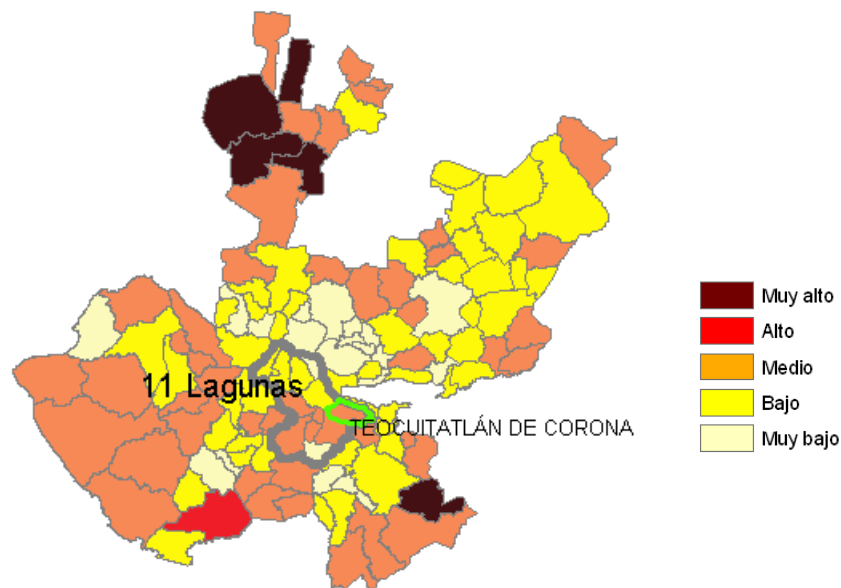 11 Lagunas
TEOCUITATLÁN DE CORONA
Muy alto
Alto
Medio
Bajo
Muy bajo